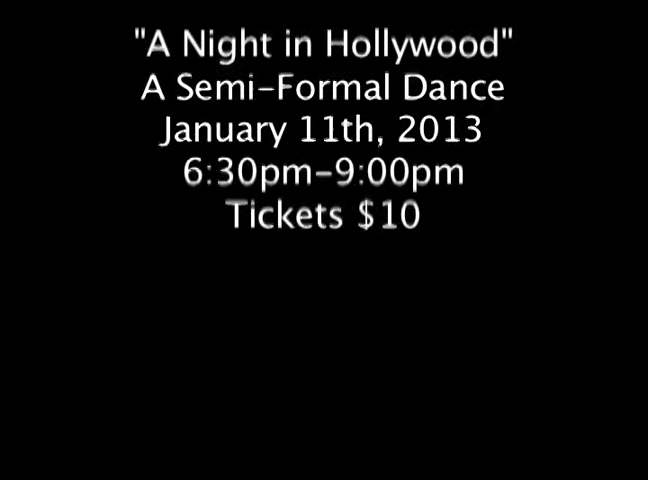 "A Night in Hollywood"
A Semi-Formal Dance
January 11th, 2013
6:30pm-9:00pm
Tickets $10